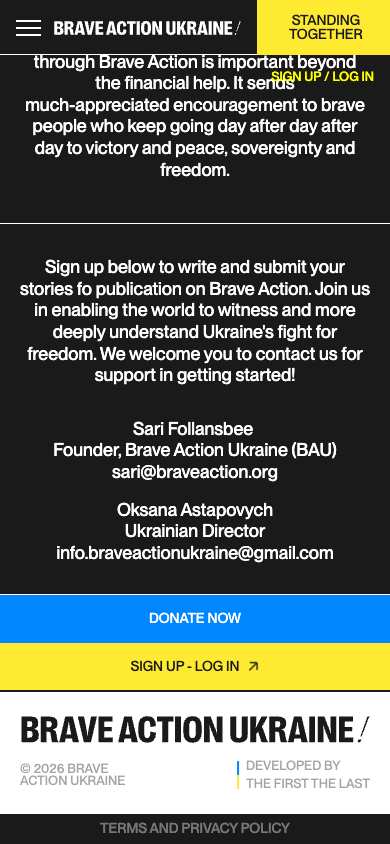 BRAVE ACTION UKRAINE!
STANDING
TOGETHER
through Brave Action is important beyond
SIGN UP / LOG IN
the financial help. It sends
much-appreciated encouragement to brave
people who keep going day after day after
day to victory and peace, sovereignty and
freedom.
Sign up below to write and submit your
stories fo publication on Brave Action. Join us
in enabling the world to witness and more
deeply understand Ukraine's fight for
freedom. We welcome you to contact us for
support in getting started!
Sari Follansbee
Founder, Brave Action Ukraine (BAU)
sari@braveaction.org
Oksana Astapovych
Ukrainian Director
info.braveactionukraine@gmail.com
DONATE NOW
SIGN UP - LOG IN
BRAVE ACTION UKRAINE!
© 2026 BRAVE
ACTION UKRAINE
DEVELOPED BY
THE FIRST THE LAST
TERMS AND PRIVACY POLICY